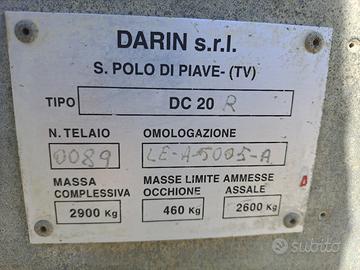 DARIN s.r.l.
S. POLO DI PIAVE- (TV)
TIPO DC 20 R
N. TELAIO OMOLOGAZIONE
0089 LE-A-5005-A
MASSA MASSE LIMITE AMMESSE
COMPLESSIVA OCCHIONE ASSALE
2900 Kg 460 Kg 2600 Kg
subito